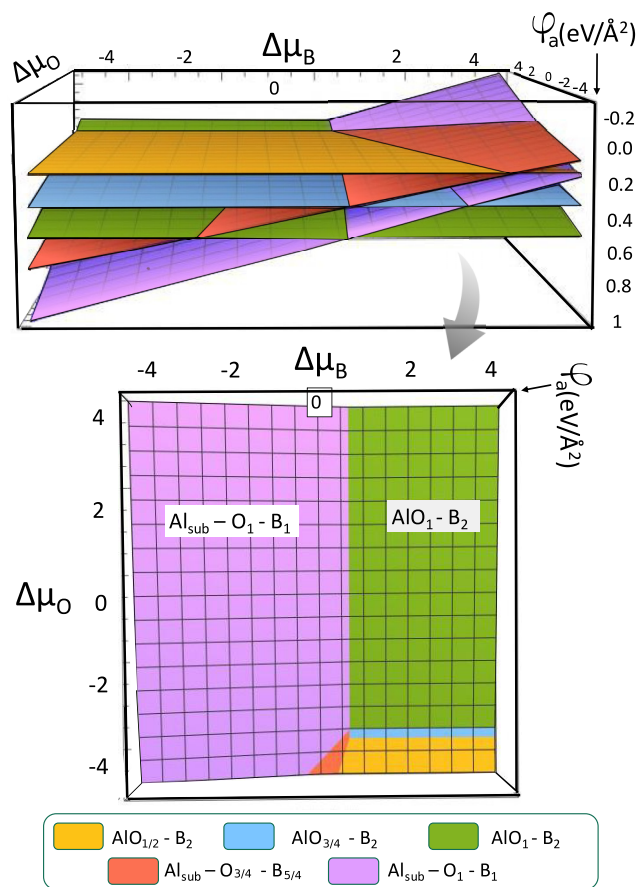 Δμ_B φ_a(eV/Å²)
Δμ_O
-4 -2 0 2 4
4 2 0 -2 -4
-0.2
0.0
0.2
0.4
0.6
0.8
1
Δμ_B
-4 -2 0 2 4
φ_a(eV/Å²)
4
2
0
-2
-4
Δμ_O
Al_sub – O_1 - B_1
AlO_1 - B_2
AlO_1/2 - B_2 AlO_3/4 - B_2 AlO_1 - B_2
Al_sub – O_3/4 - B_5/4 Al_sub – O_1 - B_1